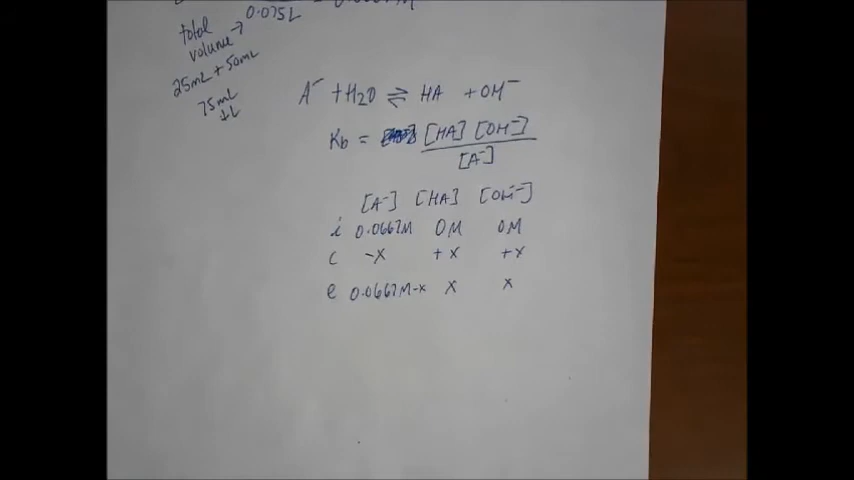 total
volume → 0.075L
25mL + 50mL
75mL
↓L
A⁻ + H₂O ⇌ HA + OH⁻
Kb = [HA] [OH⁻]
[A⁻]
[A⁻] [HA] [OH⁻]
i 0.0667M 0M 0M
c -x +x +x
e 0.0667M-x x x